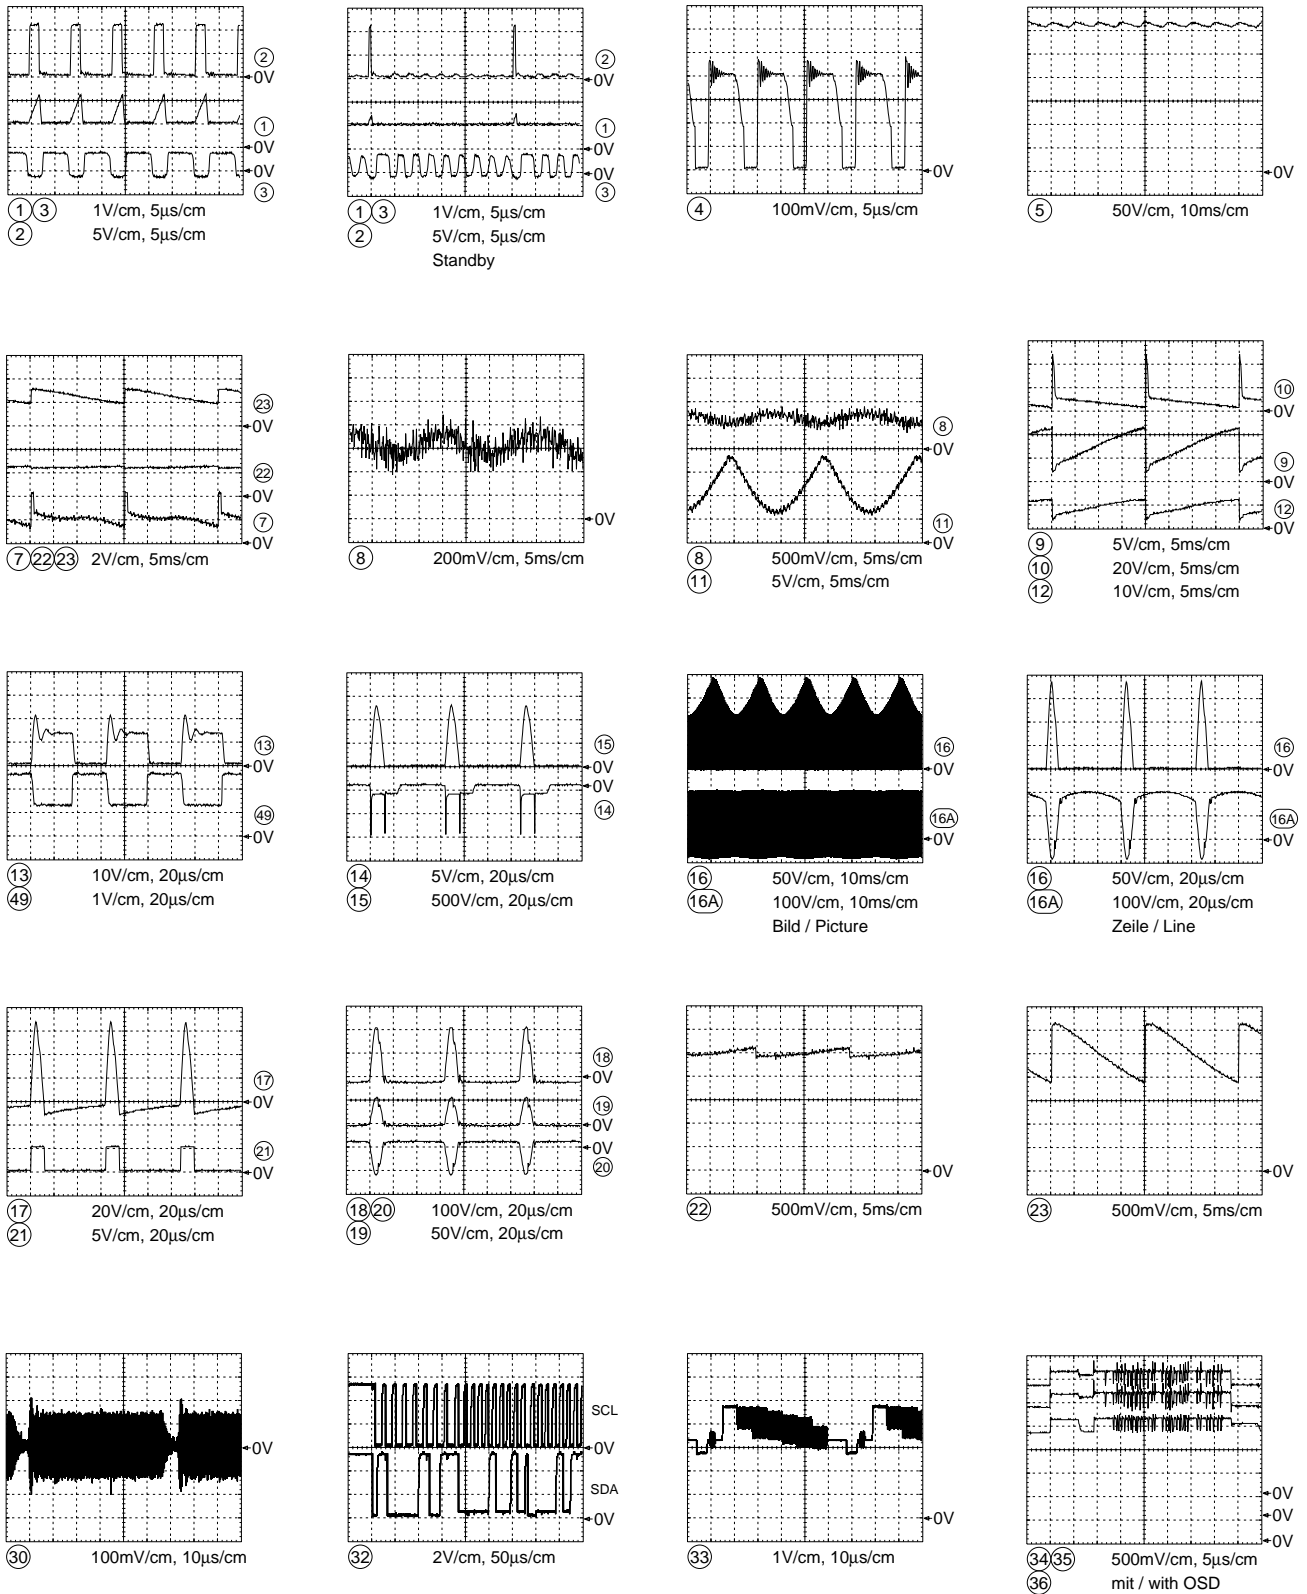 2
0V
1
0V
0V
3
1 3 1V/cm, 5µs/cm
2 5V/cm, 5µs/cm
2
0V
1
0V
0V
3
1 3 1V/cm, 5µs/cm
2 5V/cm, 5µs/cm
Standby
0V
4 100mV/cm, 5µs/cm
0V
5 50V/cm, 10ms/cm
23
0V
22
0V
7
0V
7 22 23 2V/cm, 5ms/cm
0V
8 200mV/cm, 5ms/cm
8
0V
11
0V
8 500mV/cm, 5ms/cm
11 5V/cm, 5ms/cm
10
0V
9
0V
12
0V
9 5V/cm, 5ms/cm
10 20V/cm, 5ms/cm
12 10V/cm, 5ms/cm
13
0V
49
0V
13 10V/cm, 20µs/cm
49 1V/cm, 20µs/cm
15
0V
0V
14
14 5V/cm, 20µs/cm
15 500V/cm, 20µs/cm
16
0V
16A
0V
16 50V/cm, 10ms/cm
16A 100V/cm, 10ms/cm
Bild / Picture
16
0V
16A
0V
16 50V/cm, 20µs/cm
16A 100V/cm, 20µs/cm
Zeile / Line
17
0V
21
0V
17 20V/cm, 20µs/cm
21 5V/cm, 20µs/cm
18
0V
19
0V
0V
20
18 20 100V/cm, 20µs/cm
19 50V/cm, 20µs/cm
0V
22 500mV/cm, 5ms/cm
0V
23 500mV/cm, 5ms/cm
0V
30 100mV/cm, 10µs/cm
SCL
0V
SDA
0V
32 2V/cm, 50µs/cm
0V
33 1V/cm, 10µs/cm
0V
0V
0V
34 35 500mV/cm, 5µs/cm
36 mit / with OSD